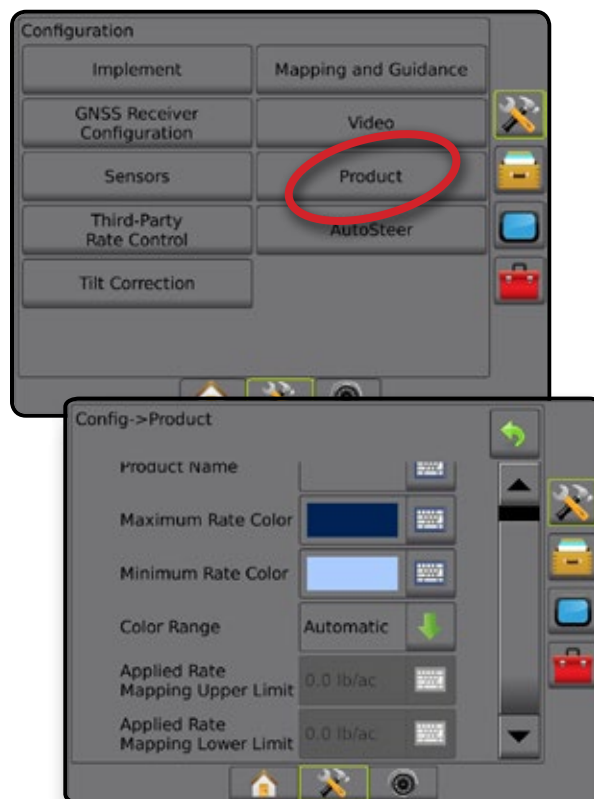 Configuration
Implement
Mapping and Guidance
GNSS Receiver
Configuration
Video
Sensors
Product
Third-Party
Rate Control
AutoSteer
Tilt Correction
Config->Product
Product Name
Maximum Rate Color
Minimum Rate Color
Color Range
Automatic
Applied Rate
Mapping Upper Limit
0.0 lb/ac
Applied Rate
Mapping Lower Limit
0.0 lb/ac